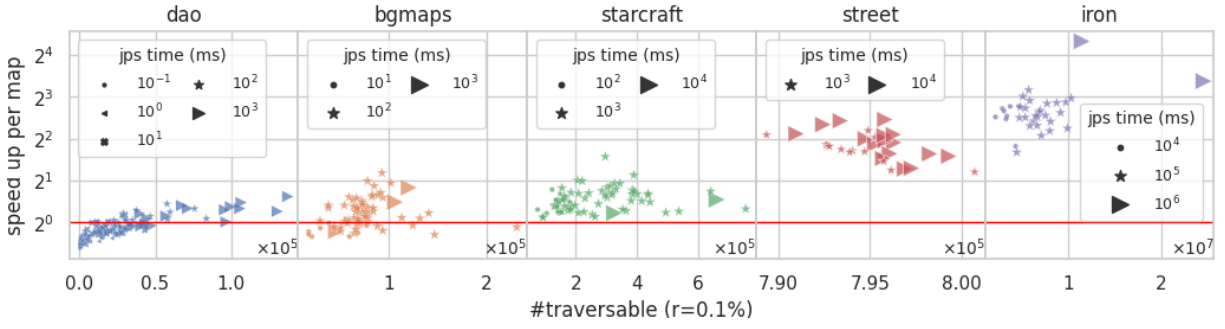 dao bgmaps starcraft street iron
speed up per map
2^4
2^3
2^2
2^1
2^0
jps time (ms)
10^-1 10^2
10^0 10^3
10^1
jps time (ms)
10^1 10^3
10^2
jps time (ms)
10^2 10^4
10^3
jps time (ms)
10^3 10^4
jps time (ms)
10^4
10^5
10^6
×10^5 ×10^5 ×10^5 ×10^5 ×10^7
0.0 0.5 1.0 1 2 2 4 6 7.90 7.95 8.00 1 2
#traversable (r=0.1%)